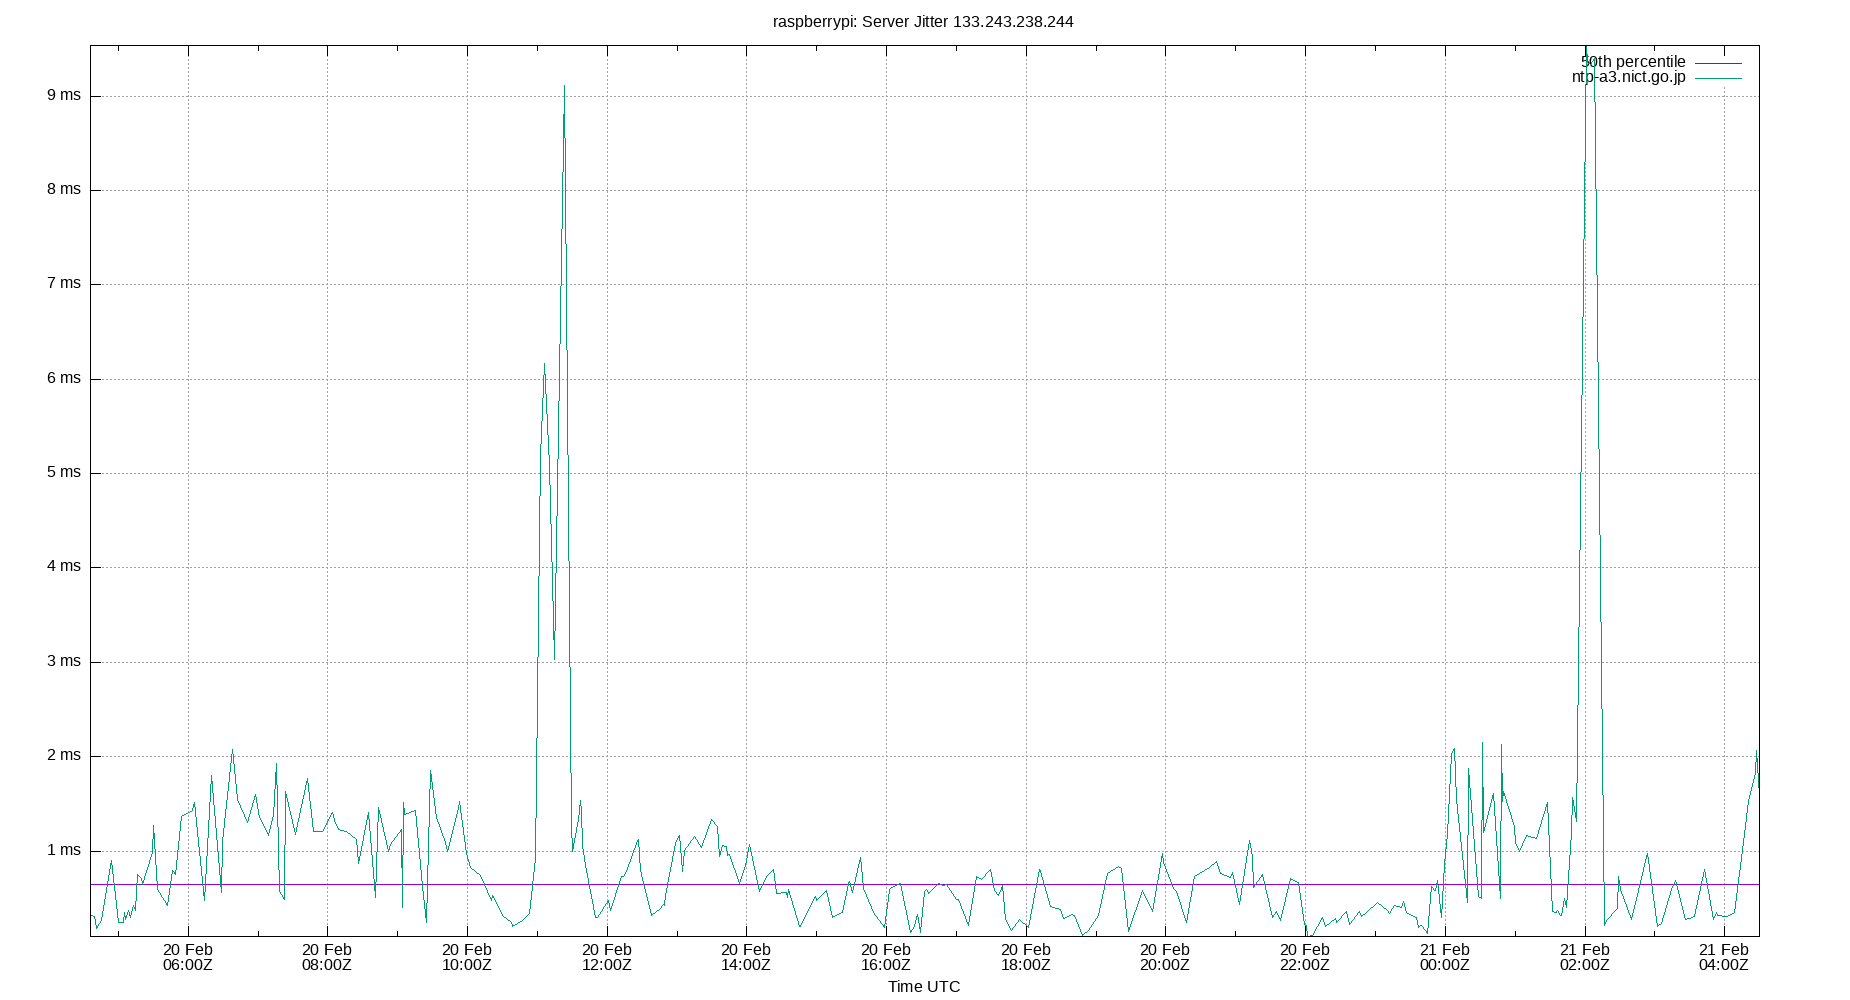 raspberrypi: Server Jitter 133.243.238.244
50th percentile
ntp-a3.nict.go.jp
9 ms
8 ms
7 ms
6 ms
5 ms
4 ms
3 ms
2 ms
1 ms
20 Feb 20 Feb 20 Feb 20 Feb 20 Feb 20 Feb 20 Feb 20 Feb 20 Feb 21 Feb 21 Feb 21 Feb
06:00Z 08:00Z 10:00Z 12:00Z 14:00Z 16:00Z 18:00Z 20:00Z 22:00Z 00:00Z 02:00Z 04:00Z
Time UTC